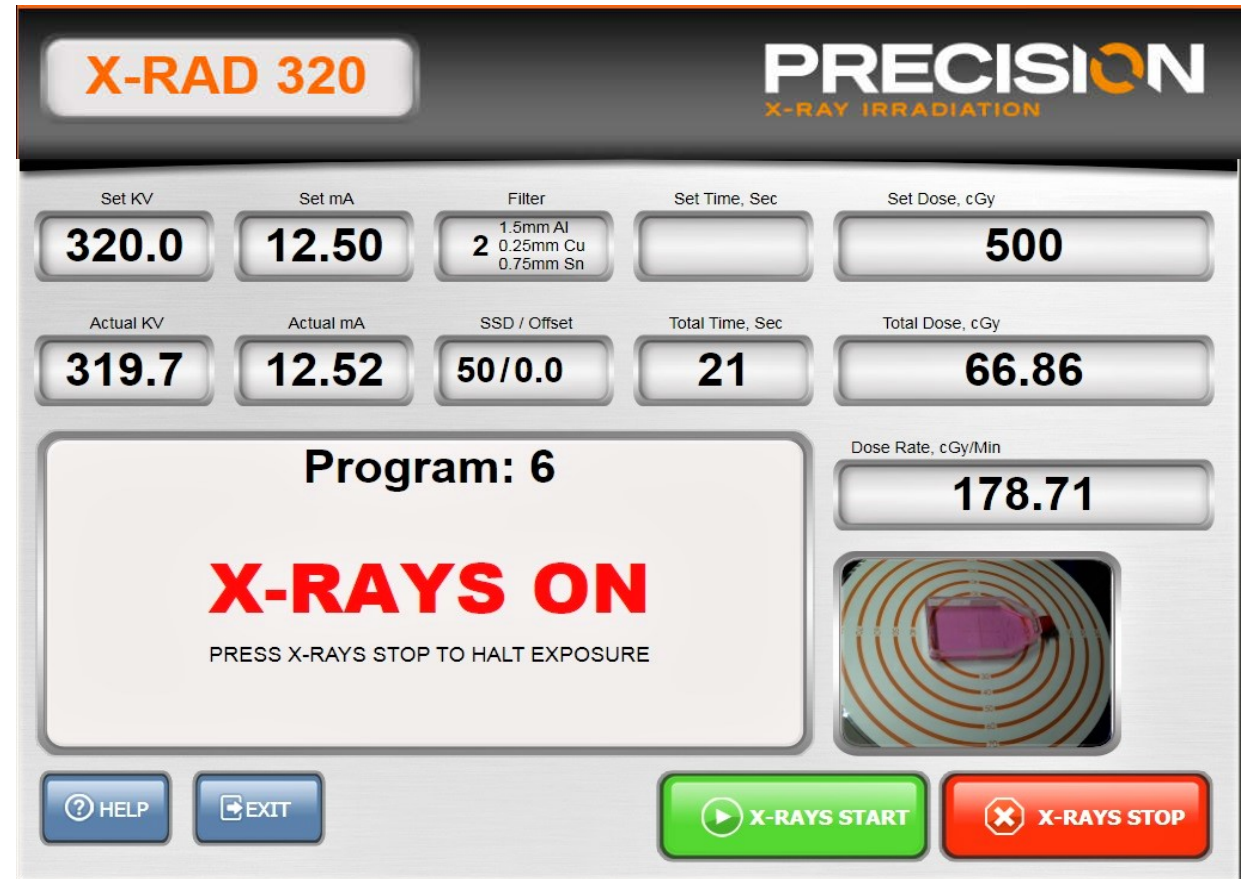 X-RAD 320
PRECISION
X-RAY IRRADIATION
Set KV
Set mA
Filter
Set Time, Sec
Set Dose, cGy
320.0
12.50
2
1.5mm Al
0.25mm Cu
0.75mm Sn
500
Actual KV
Actual mA
SSD / Offset
Total Time, Sec
Total Dose, cGy
319.7
12.52
50/0.0
21
66.86
Program: 6
X-RAYS ON
PRESS X-RAYS STOP TO HALT EXPOSURE
Dose Rate, cGy/Min
178.71
HELP
EXIT
X-RAYS START
X-RAYS STOP